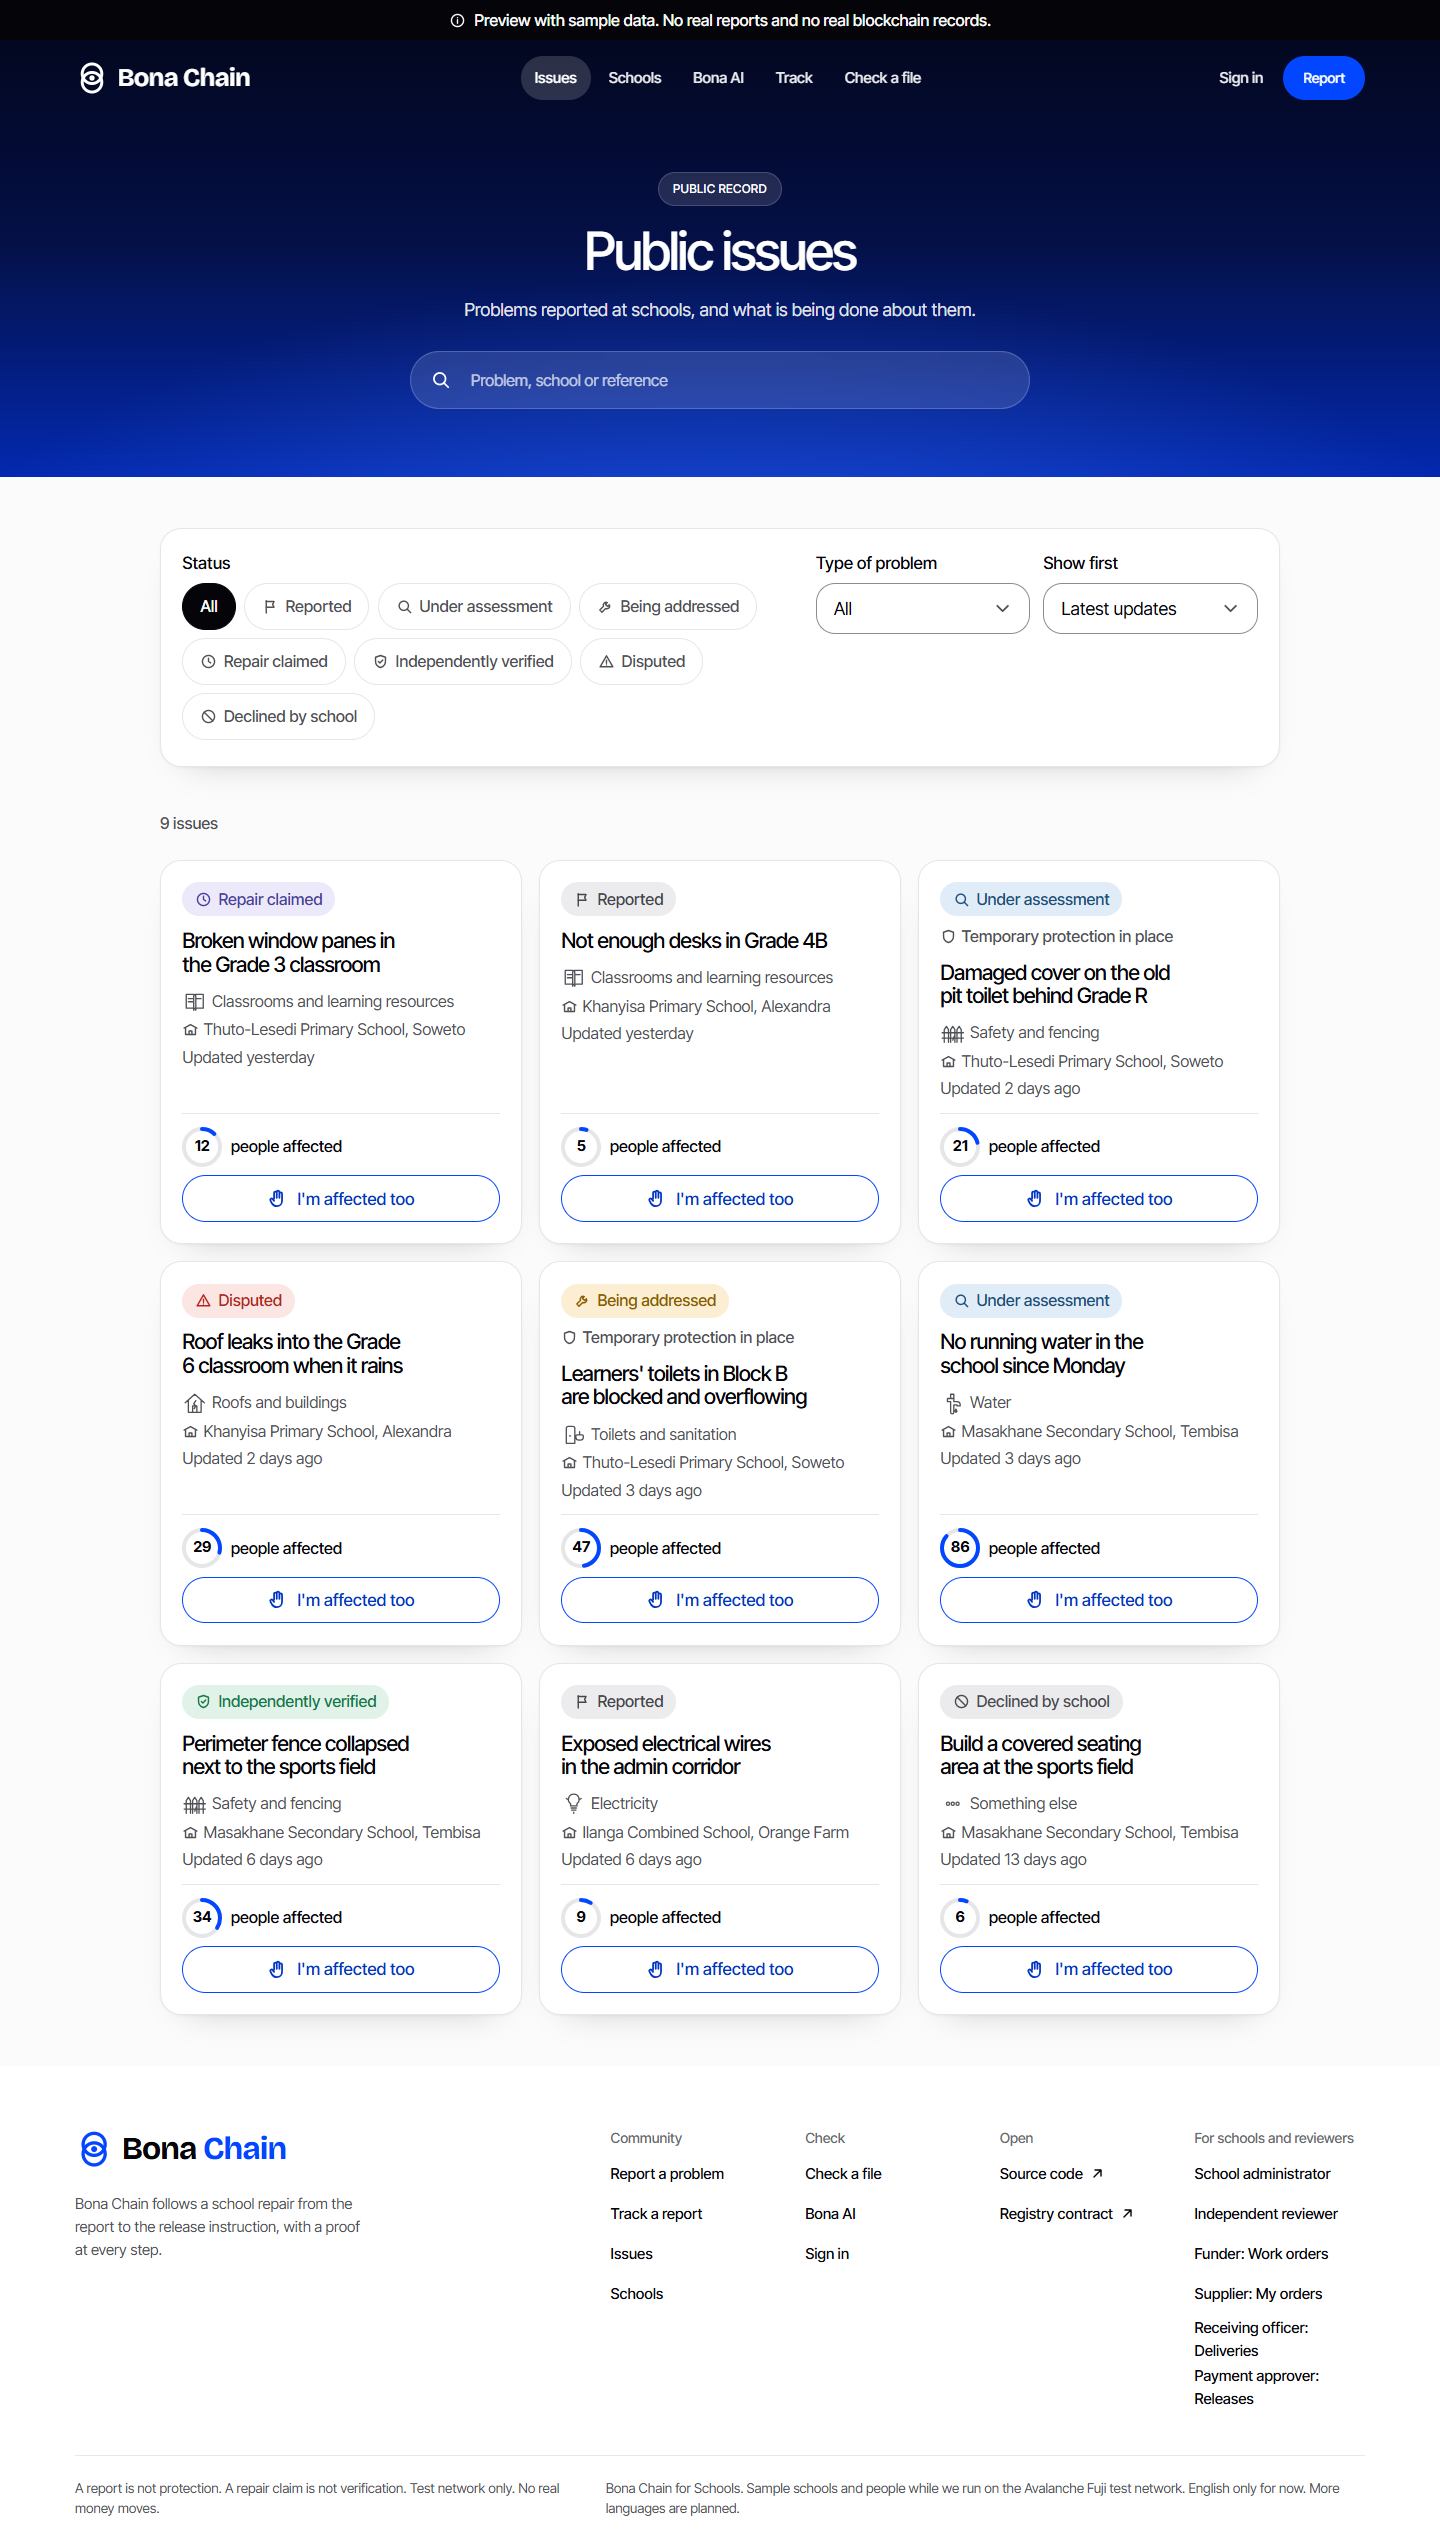 Preview with sample data. No real reports and no real blockchain records.
Bona Chain
Issues
Schools
Bona AI
Track
Check a file
Sign in
Report
PUBLIC RECORD
Public issues
Problems reported at schools, and what is being done about them.
Problem, school or reference
Status
All
Reported
Under assessment
Being addressed
Repair claimed
Independently verified
Disputed
Declined by school
Type of problem
All
Show first
Latest updates
9 issues
Repair claimed
Broken window panes in
the Grade 3 classroom
Classrooms and learning resources
Thuto-Lesedi Primary School, Soweto
Updated yesterday
12 people affected
I'm affected too
Reported
Not enough desks in Grade 4B
Classrooms and learning resources
Khanyisa Primary School, Alexandra
Updated yesterday
5 people affected
I'm affected too
Under assessment
Temporary protection in place
Damaged cover on the old
pit toilet behind Grade R
Safety and fencing
Thuto-Lesedi Primary School, Soweto
Updated 2 days ago
21 people affected
I'm affected too
Disputed
Roof leaks into the Grade
6 classroom when it rains
Roofs and buildings
Khanyisa Primary School, Alexandra
Updated 2 days ago
29 people affected
I'm affected too
Being addressed
Temporary protection in place
Learners' toilets in Block B
are blocked and overflowing
Toilets and sanitation
Thuto-Lesedi Primary School, Soweto
Updated 3 days ago
47 people affected
I'm affected too
Under assessment
No running water in the
school since Monday
Water
Masakhane Secondary School, Tembisa
Updated 3 days ago
86 people affected
I'm affected too
Independently verified
Perimeter fence collapsed
next to the sports field
Safety and fencing
Masakhane Secondary School, Tembisa
Updated 6 days ago
34 people affected
I'm affected too
Reported
Exposed electrical wires
in the admin corridor
Electricity
Ilanga Combined School, Orange Farm
Updated 6 days ago
9 people affected
I'm affected too
Declined by school
Build a covered seating
area at the sports field
Something else
Masakhane Secondary School, Tembisa
Updated 13 days ago
6 people affected
I'm affected too
Bona Chain
Bona Chain follows a school repair from the
report to the release instruction, with a proof
at every step.
Community
Report a problem
Track a report
Issues
Schools
Check
Check a file
Bona AI
Sign in
Open
Source code
Registry contract
For schools and reviewers
School administrator
Independent reviewer
Funder: Work orders
Supplier: My orders
Receiving officer:
Deliveries
Payment approver:
Releases
A report is not protection. A repair claim is not verification. Test network only. No real
money moves.
Bona Chain for Schools. Sample schools and people while we run on the Avalanche Fuji test network. English only for now. More
languages are planned.